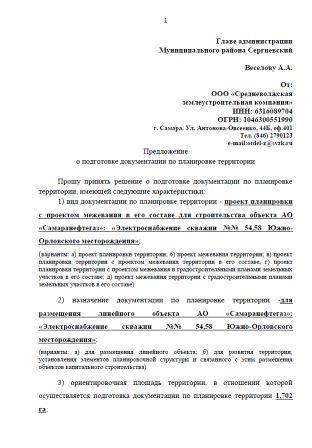 1
Главе администрации
Муниципального района Сергиевский
Веселову А.А.
От:
ООО «Средневолжская
землеустроительная компания»
ИНН: 6316089704
ОГРН: 1046300551990
г. Самара. Ул. Антонова-Овсеенко, 44Б, оф.401
Тел. (846) 2790123
e-mail:otdel-z@svzk.ru
Предложение
о подготовке документации по планировке территории
Прошу принять решение о подготовке документации по планировке
территории, имеющей следующие характеристики:
1) вид документации по планировке территории - проект планировки
с проектом межевания в его составе для строительства объекта АО
«Самаранефтегаз»: «Электроснабжение скважин №№ 54,58 Южно-
Орловского месторождения»;
(варианты: а) проект планировки территории; б) проект межевания территории; в) проект
планировки территории с проектом межевания территории в его составе; г) проект
планировки территории с проектом межевания и градостроительными планами земельных
участков в его составе; д) проект межевания территории с градостроительными планами
земельных участков в его составе)
2) назначение документации по планировке территории -для
размещения линейного объекта АО «Самаранефтегаз»:
«Электроснабжение скважин №№ 54,58 Южно-Орловского
месторождения»;
(варианты: а) для размещения линейного объекта; б) для развития территории,
установления элементов планировочной структуры и связанного с этим размещения
объектов капитального строительства)
3) ориентировочная площадь территории, в отношении которой
осуществляется подготовка документации по планировке территории 1,702
га;